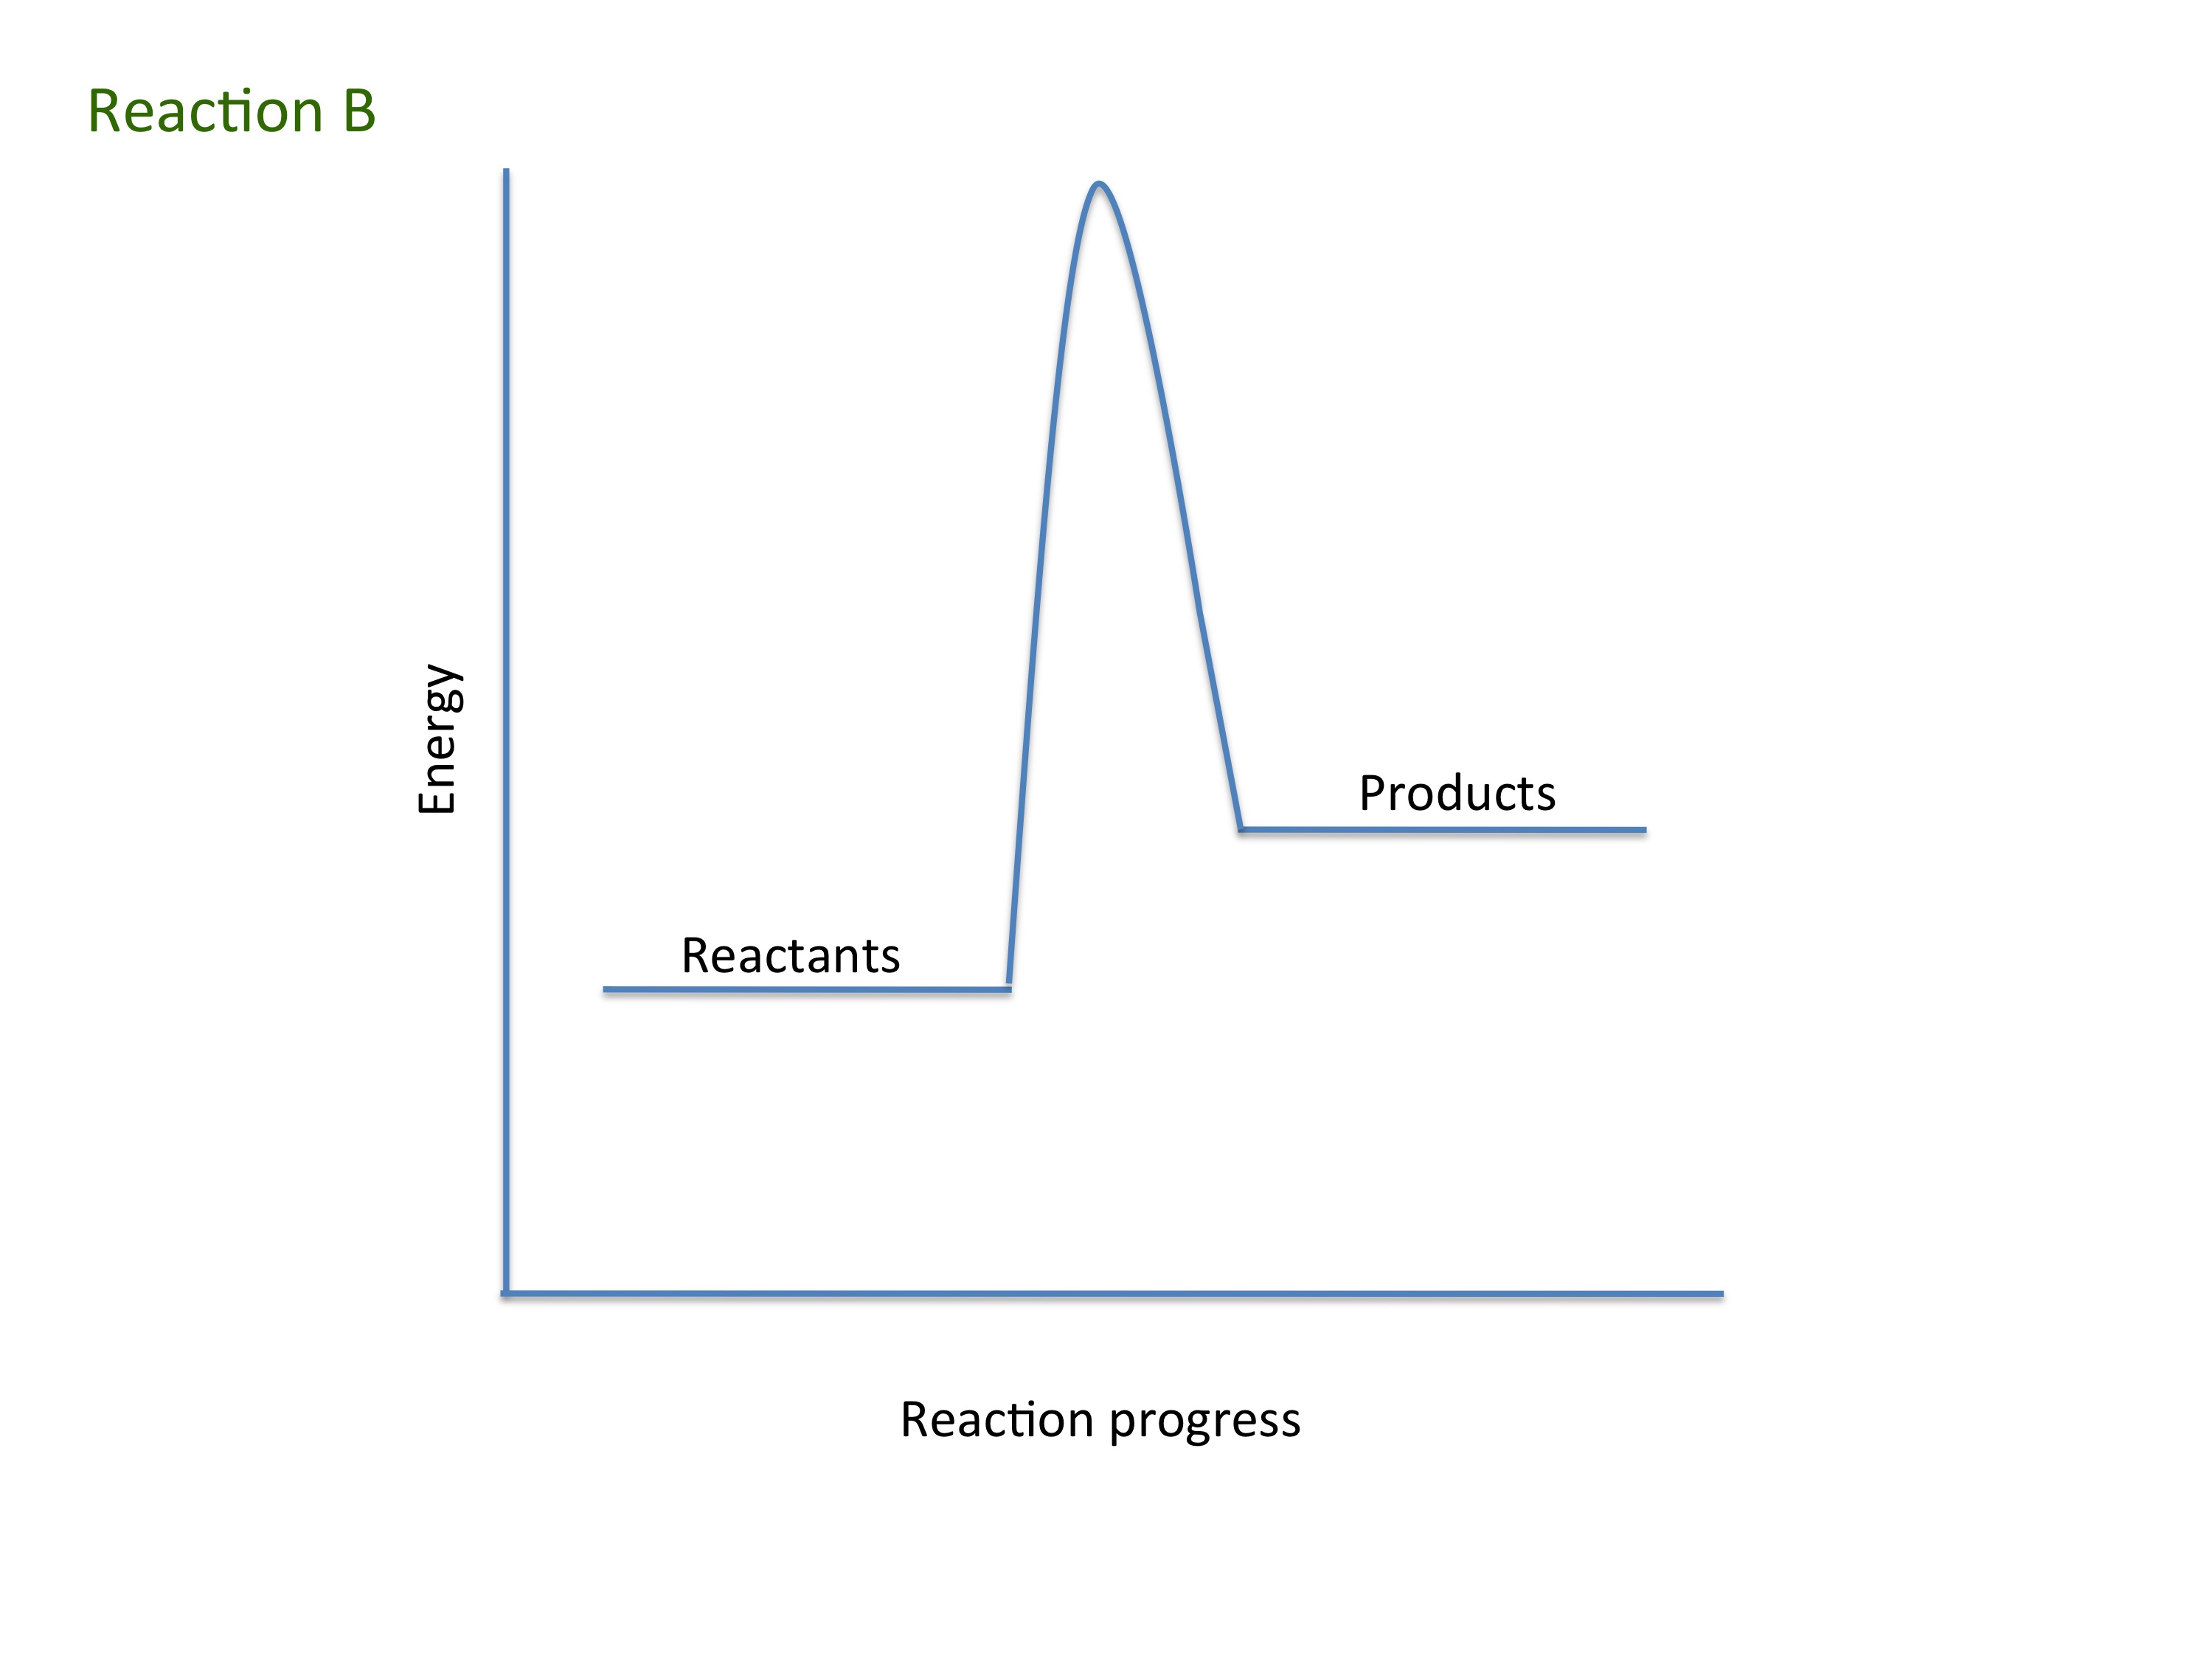 Reaction B
Energy
Products
Reactants
Reaction progress